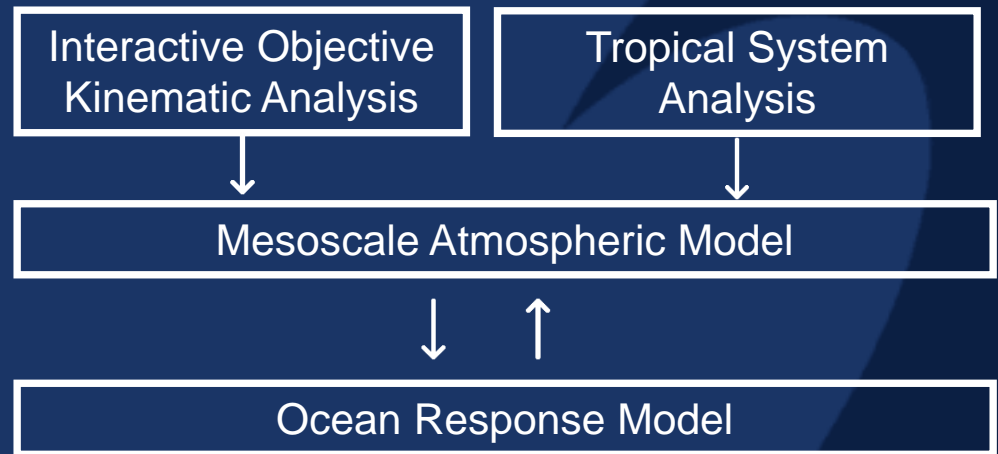 Interactive Objective
Kinematic Analysis
Tropical System
Analysis
Mesoscale Atmospheric Model
Ocean Response Model